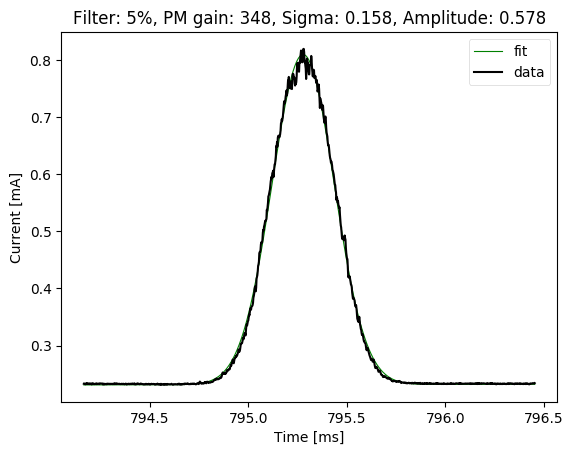 Filter: 5%, PM gain: 348, Sigma: 0.158, Amplitude: 0.578
fit
data
0.8
0.7
0.6
0.5
0.4
0.3
Current [mA]
794.5
795.0
795.5
796.0
796.5
Time [ms]